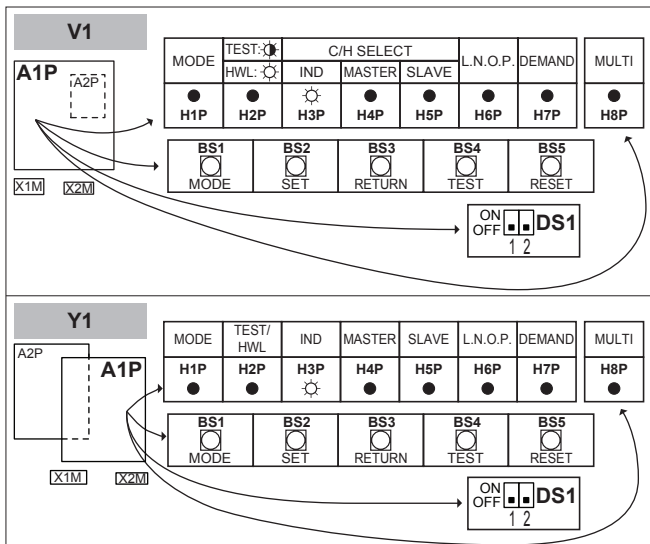 V1
A1P
A2P
X1M X2M
MODE TEST: C/H SELECT L.N.O.P. DEMAND MULTI
HWL: IND MASTER SLAVE
H1P H2P H3P H4P H5P H6P H7P H8P
BS1 BS2 BS3 BS4 BS5
MODE SET RETURN TEST RESET
ON
OFF DS1
1 2
Y1
A2P
A1P
X1M X2M
MODE TEST/ IND MASTER SLAVE L.N.O.P. DEMAND MULTI
HWL
H1P H2P H3P H4P H5P H6P H7P H8P
BS1 BS2 BS3 BS4 BS5
MODE SET RETURN TEST RESET
ON
OFF DS1
1 2